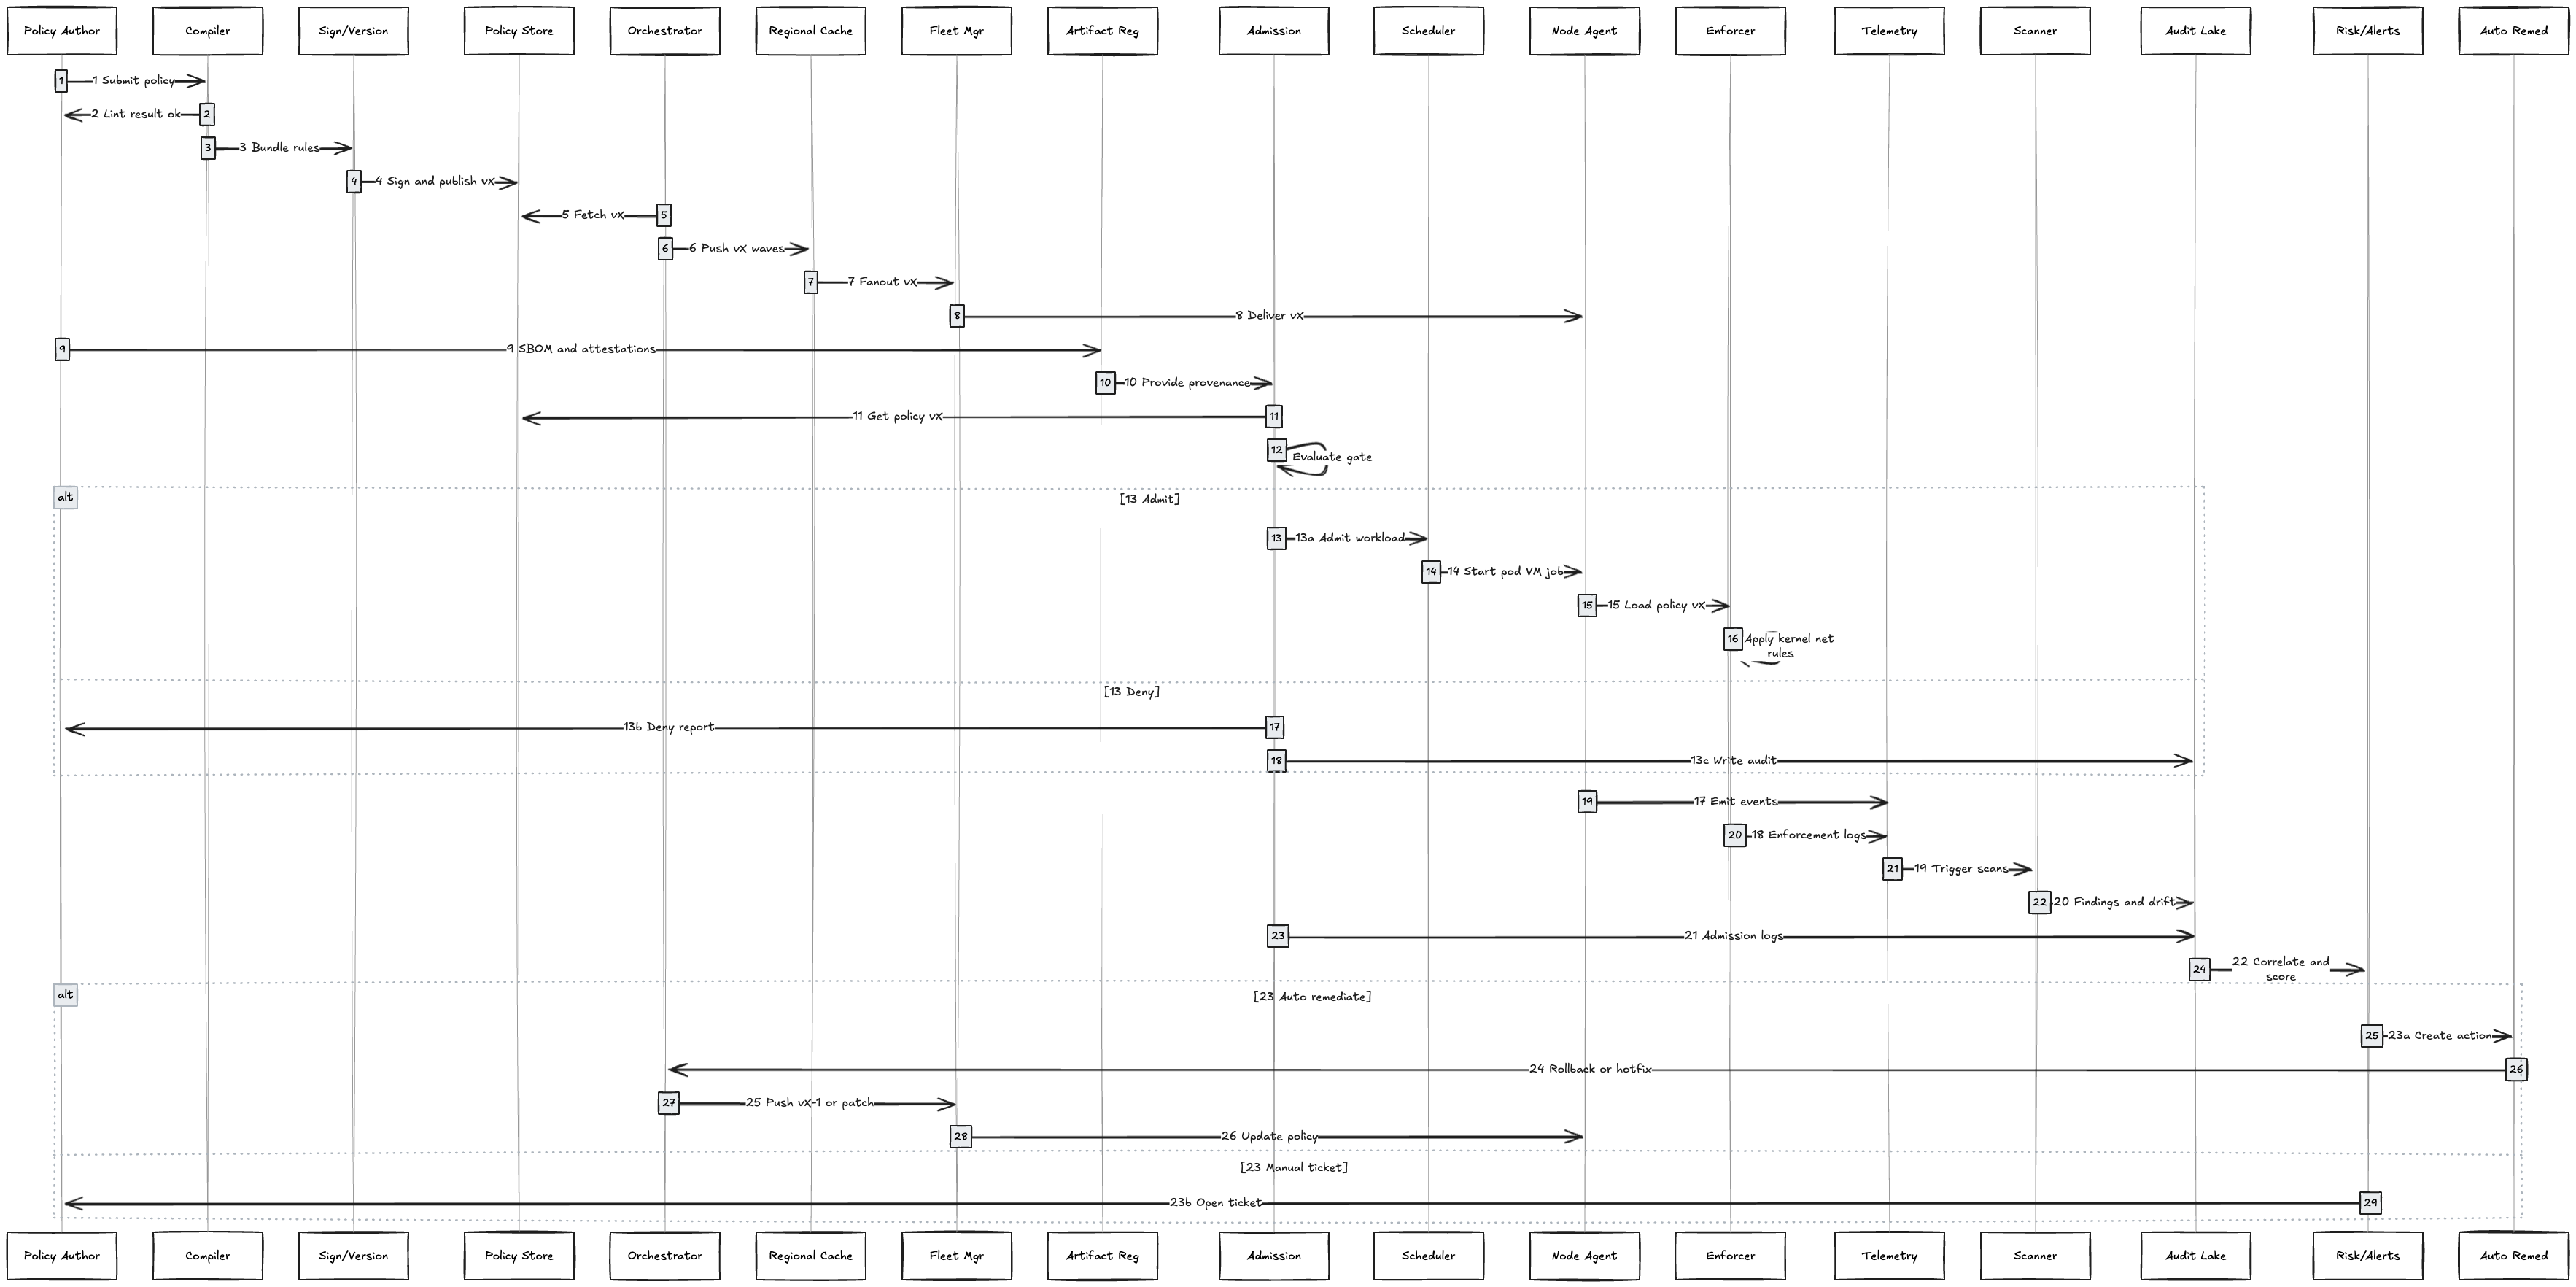 Policy Author
Compiler
Sign/Version
Policy Store
Orchestrator
Regional Cache
Fleet Mgr
Artifact Reg
Admission
Scheduler
Node Agent
Enforcer
Telemetry
Scanner
Audit Lake
Risk/Alerts
Auto Remed
1
1 Submit policy
2 Lint result ok
2
3
3 Bundle rules
4
4 Sign and publish vX
5 Fetch vX
5
6
6 Push vX waves
7
7 Fanout vX
8
8 Deliver vX
9
9 SBOM and attestations
10
10 Provide provenance
11 Get policy vX
11
12
Evaluate gate
alt
[13 Admit]
13
13a Admit workload
14
14 Start pod VM job
15
15 Load policy vX
16
Apply kernel net
rules
[13 Deny]
13b Deny report
17
18
13c Write audit
19
17 Emit events
20
18 Enforcement logs
21
19 Trigger scans
22
20 Findings and drift
23
21 Admission logs
24
22 Correlate and
score
alt
[23 Auto remediate]
25
23a Create action
24 Rollback or hotfix
26
27
25 Push vX-1 or patch
28
26 Update policy
[23 Manual ticket]
23b Open ticket
29
Policy Author
Compiler
Sign/Version
Policy Store
Orchestrator
Regional Cache
Fleet Mgr
Artifact Reg
Admission
Scheduler
Node Agent
Enforcer
Telemetry
Scanner
Audit Lake
Risk/Alerts
Auto Remed